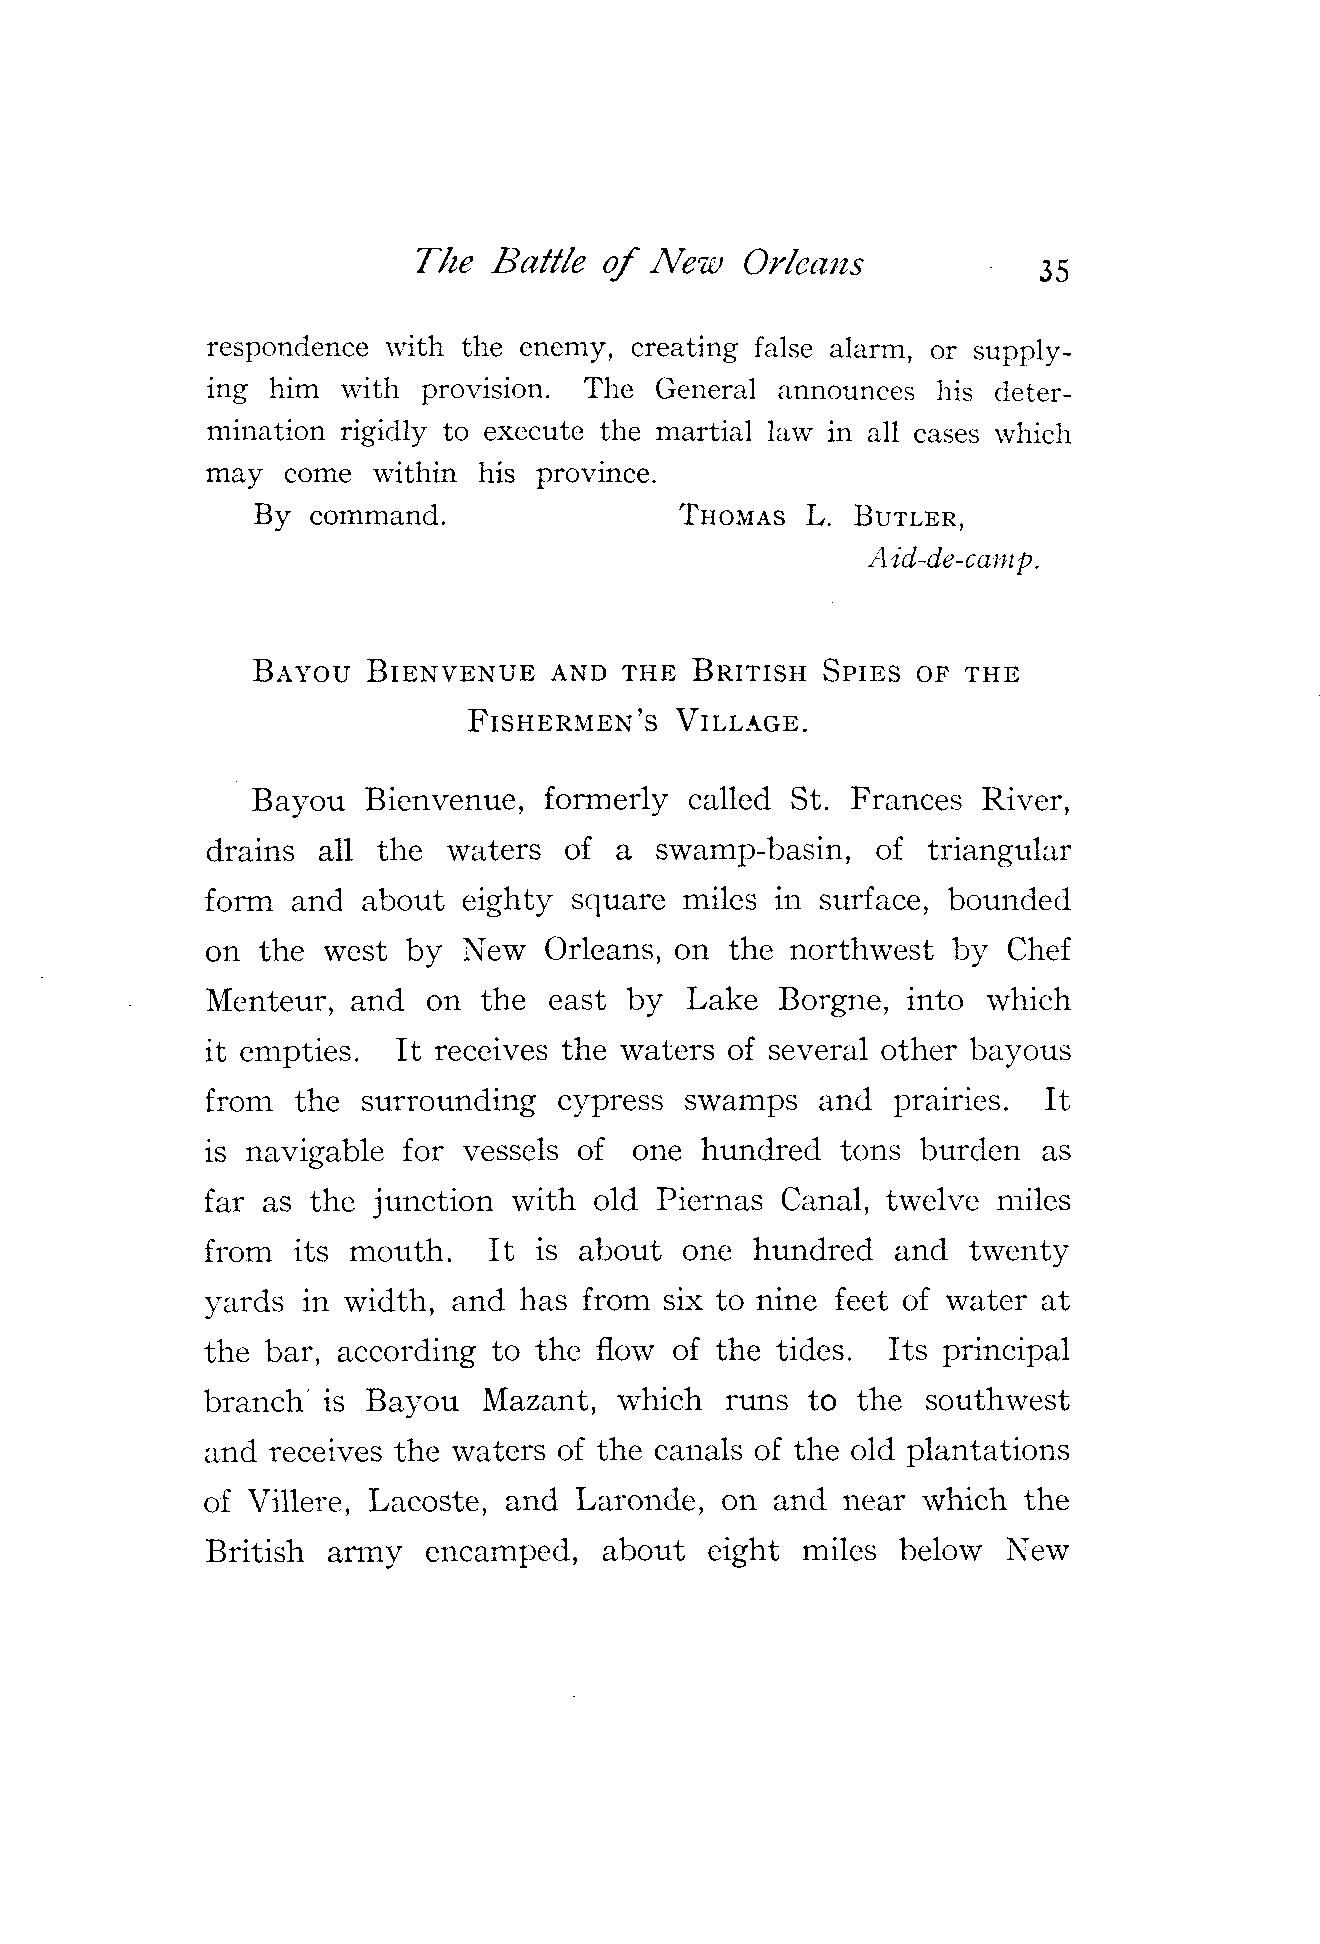 The Battle of New Orleans 35
respondence with the enemy, creating false alarm, or supply-
ing him with provision. The General announces his deter-
mination rigidly to execute the martial law in all cases which
may come within his province.
By command. THOMAS L. BUTLER,
Aid-de-camp.
BAYOU BIENVENUE AND THE BRITISH SPIES OF THE
FISHERMEN'S VILLAGE.
Bayou Bienvenue, formerly called St. Frances River,
drains all the waters of a swamp-basin, of triangular
form and about eighty square miles in surface, bounded
on the west by New Orleans, on the northwest by Chef
Menteur, and on the east by Lake Borgne, into which
it empties. It receives the waters of several other bayous
from the surrounding cypress swamps and prairies. It
is navigable for vessels of one hundred tons burden as
far as the junction with old Piernas Canal, twelve miles
from its mouth. It is about one hundred and twenty
yards in width, and has from six to nine feet of water at
the bar, according to the flow of the tides. Its principal
branch is Bayou Mazant, which runs to the southwest
and receives the waters of the canals of the old plantations
of Villere, Lacoste, and Laronde, on and near which the
British army encamped, about eight miles below New